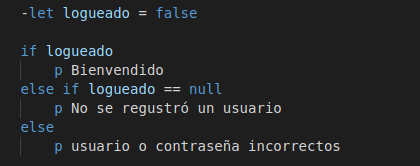 -let logueado = false
if logueado
p Bienvendido
else if logueado == null
p No se regustró un usuario
else
p usuario o contraseña incorrectos